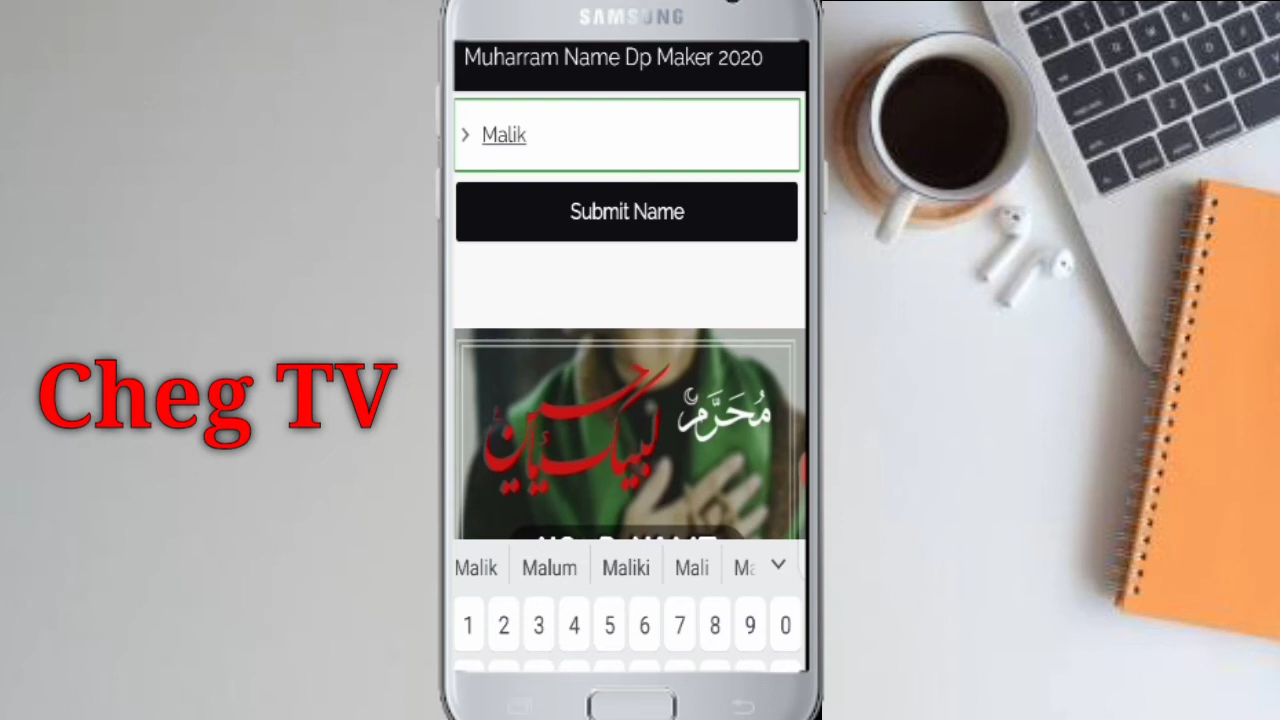 SAMSUNG
Muharram Name Dp Maker 2020
Malik
Submit Name
لبیک یا حسین
مُحَرَّم
Cheg TV
Malik Malum Maliki Mali
1 2 3 4 5 6 7 8 9 0